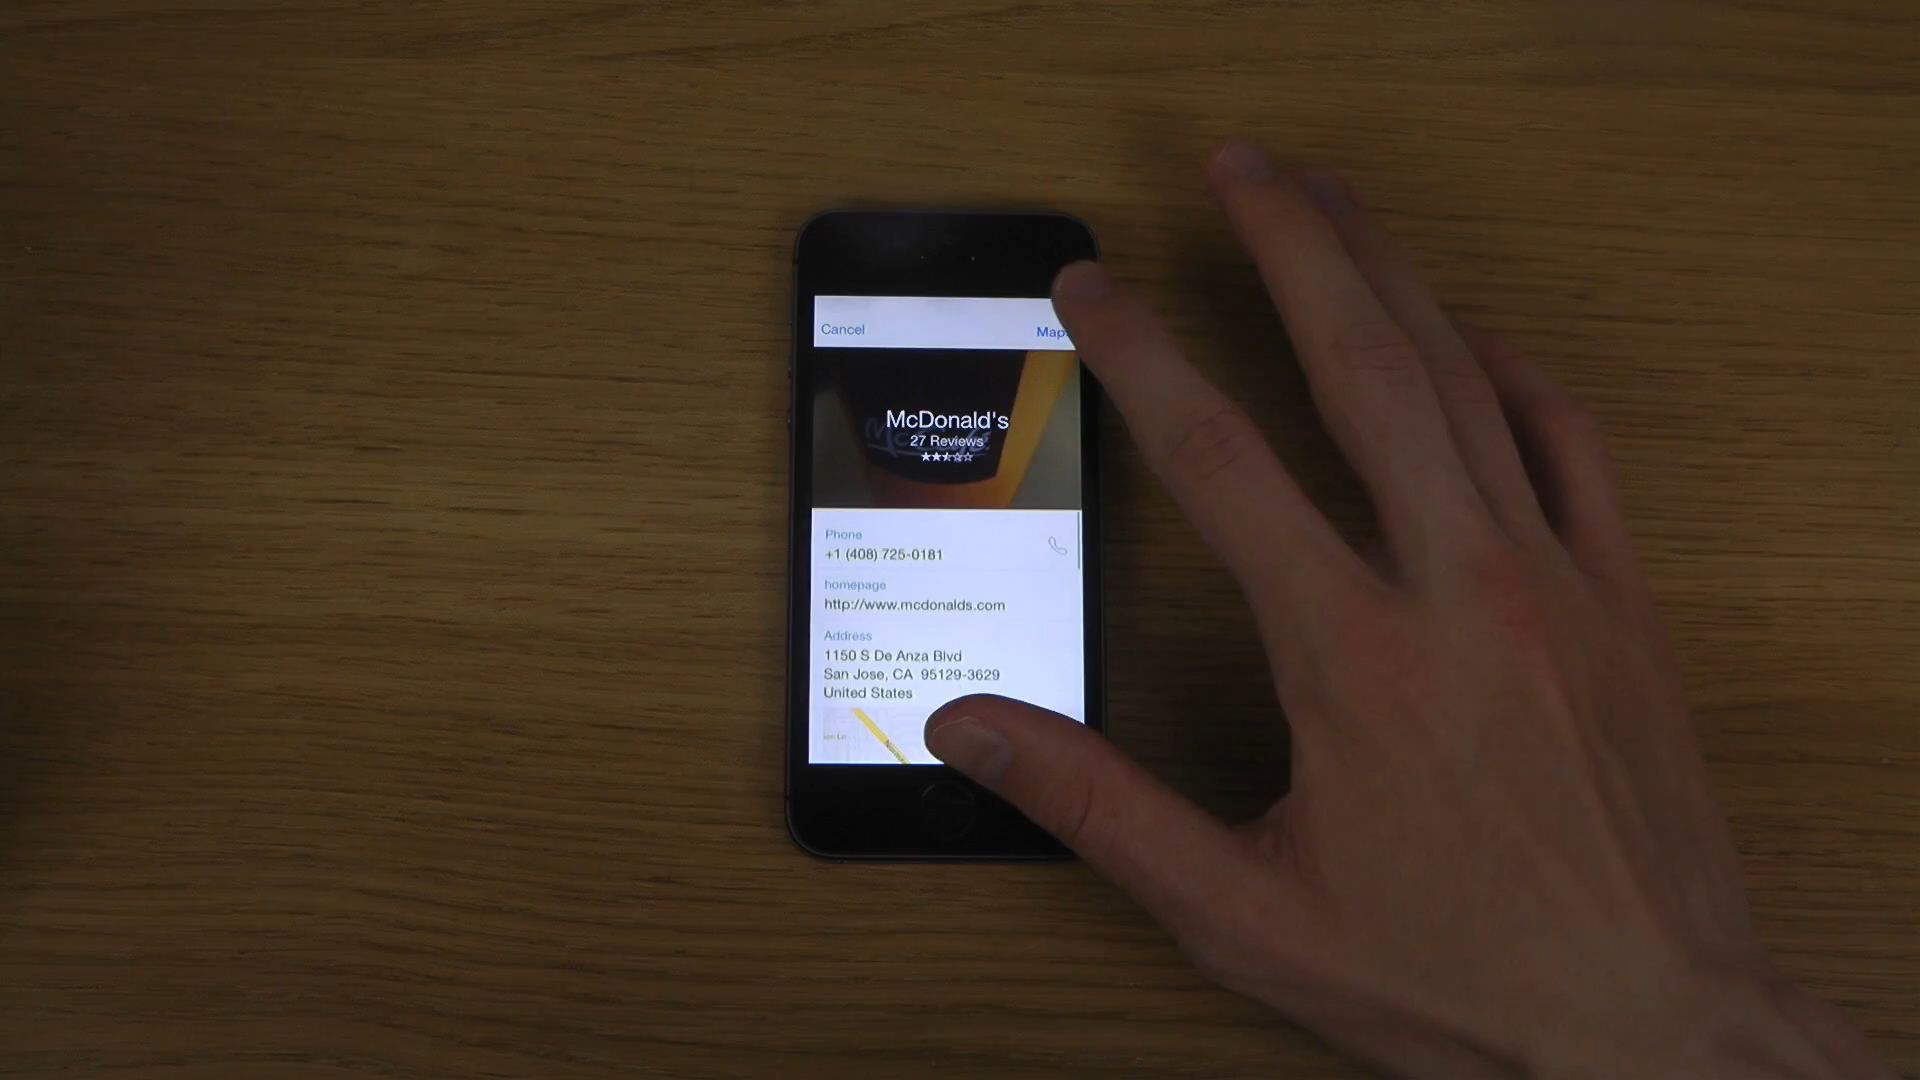 Cancel
Maps
McDonald's
27 Reviews
Phone
+1 (408) 725-0181
homepage
http://www.mcdonalds.com
Address
1150 S De Anza Blvd
San Jose, CA 95129-3629
United States